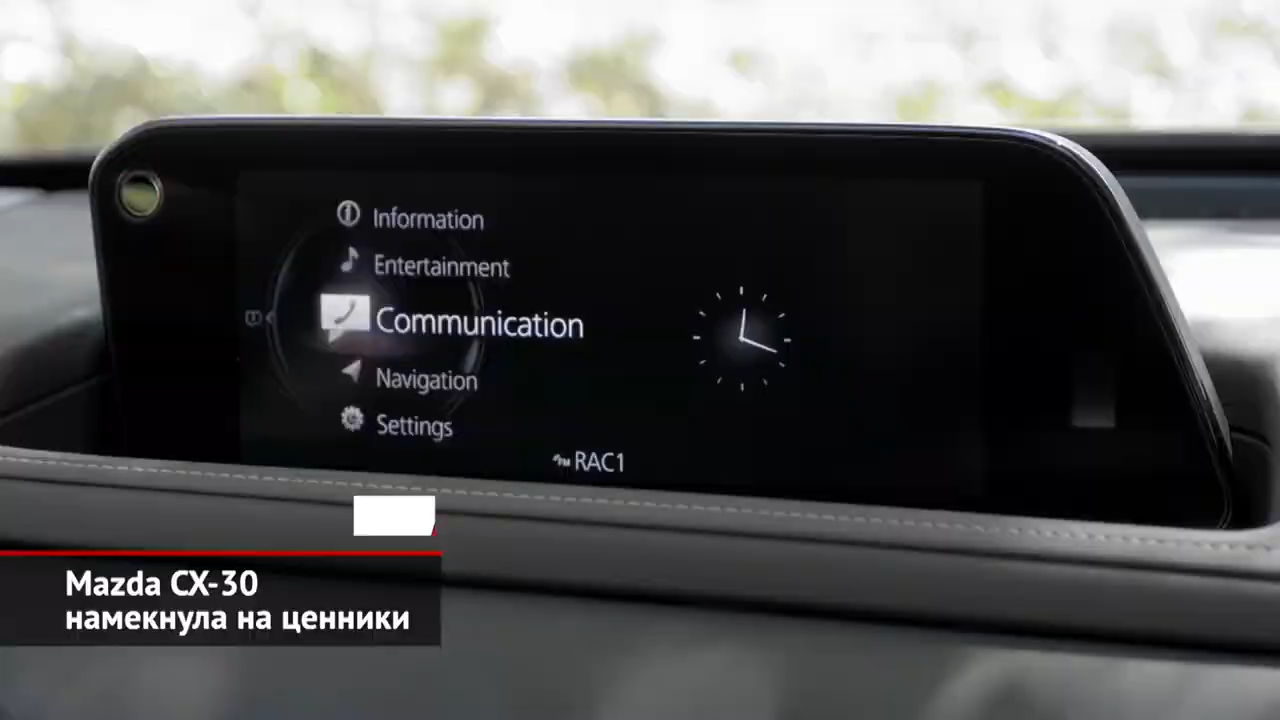 Information
Entertainment
Communication
Navigation
Settings
RAC1
Mazda CX-30
намекнула на ценники